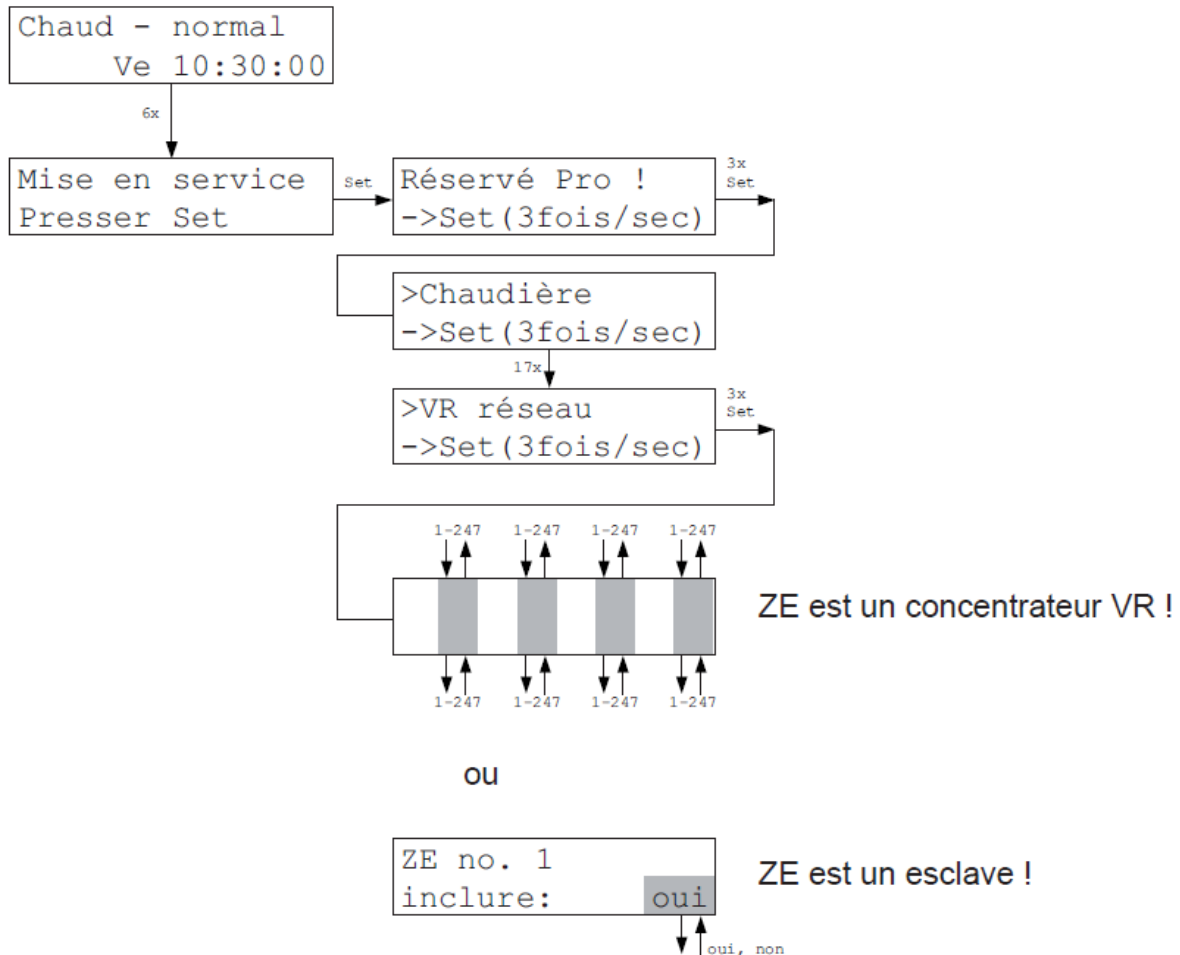 Chaud - normal
Ve 10:30:00
6x
Mise en service
Presser Set
Set
Réservé Pro !
->Set(3fois/sec)
3x
Set
>Chaudière
->Set(3fois/sec)
17x
>VR réseau
->Set(3fois/sec)
3x
Set
1-247 1-247 1-247 1-247
ZE est un concentrateur VR !
1-247 1-247 1-247 1-247
ou
ZE no. 1
inclure: oui
ZE est un esclave !
oui, non